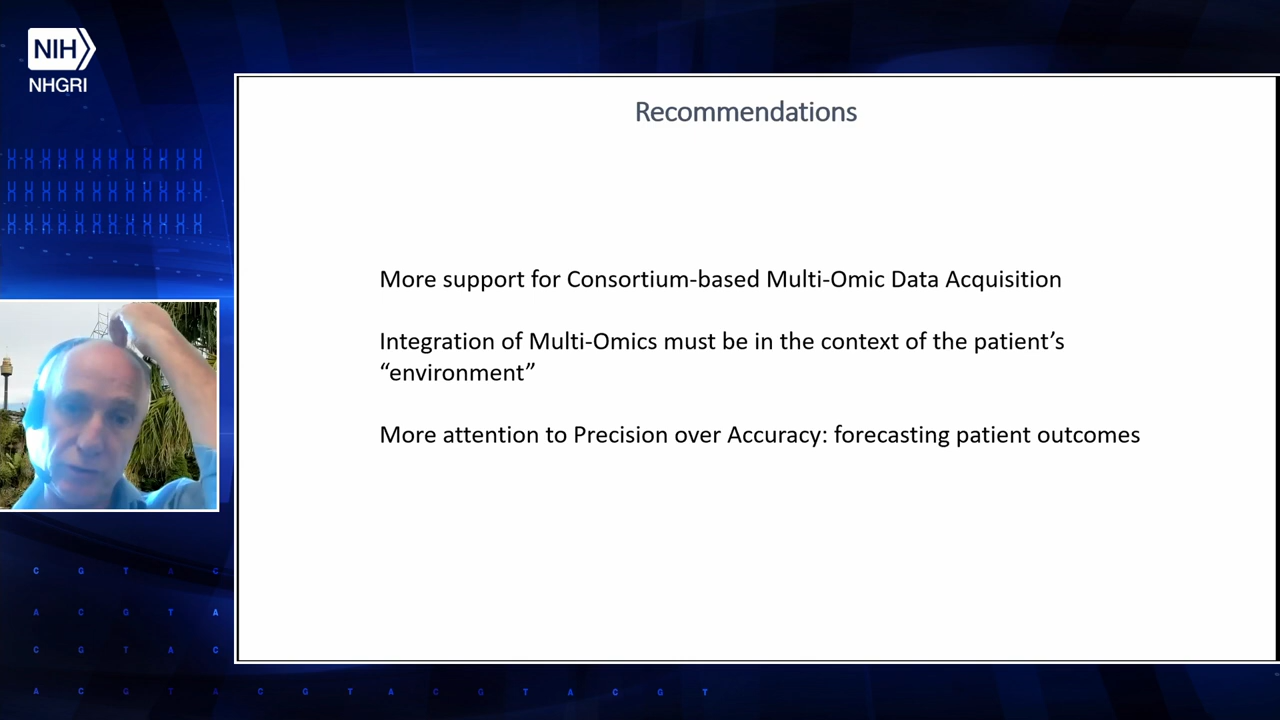 NIH
NHGRI
Recommendations
More support for Consortium-based Multi-Omic Data Acquisition
Integration of Multi-Omics must be in the context of the patient’s
“environment”
More attention to Precision over Accuracy: forecasting patient outcomes
C G T A C
A C G T A
C G T A C
A C G T A C G T A C G T A C G T